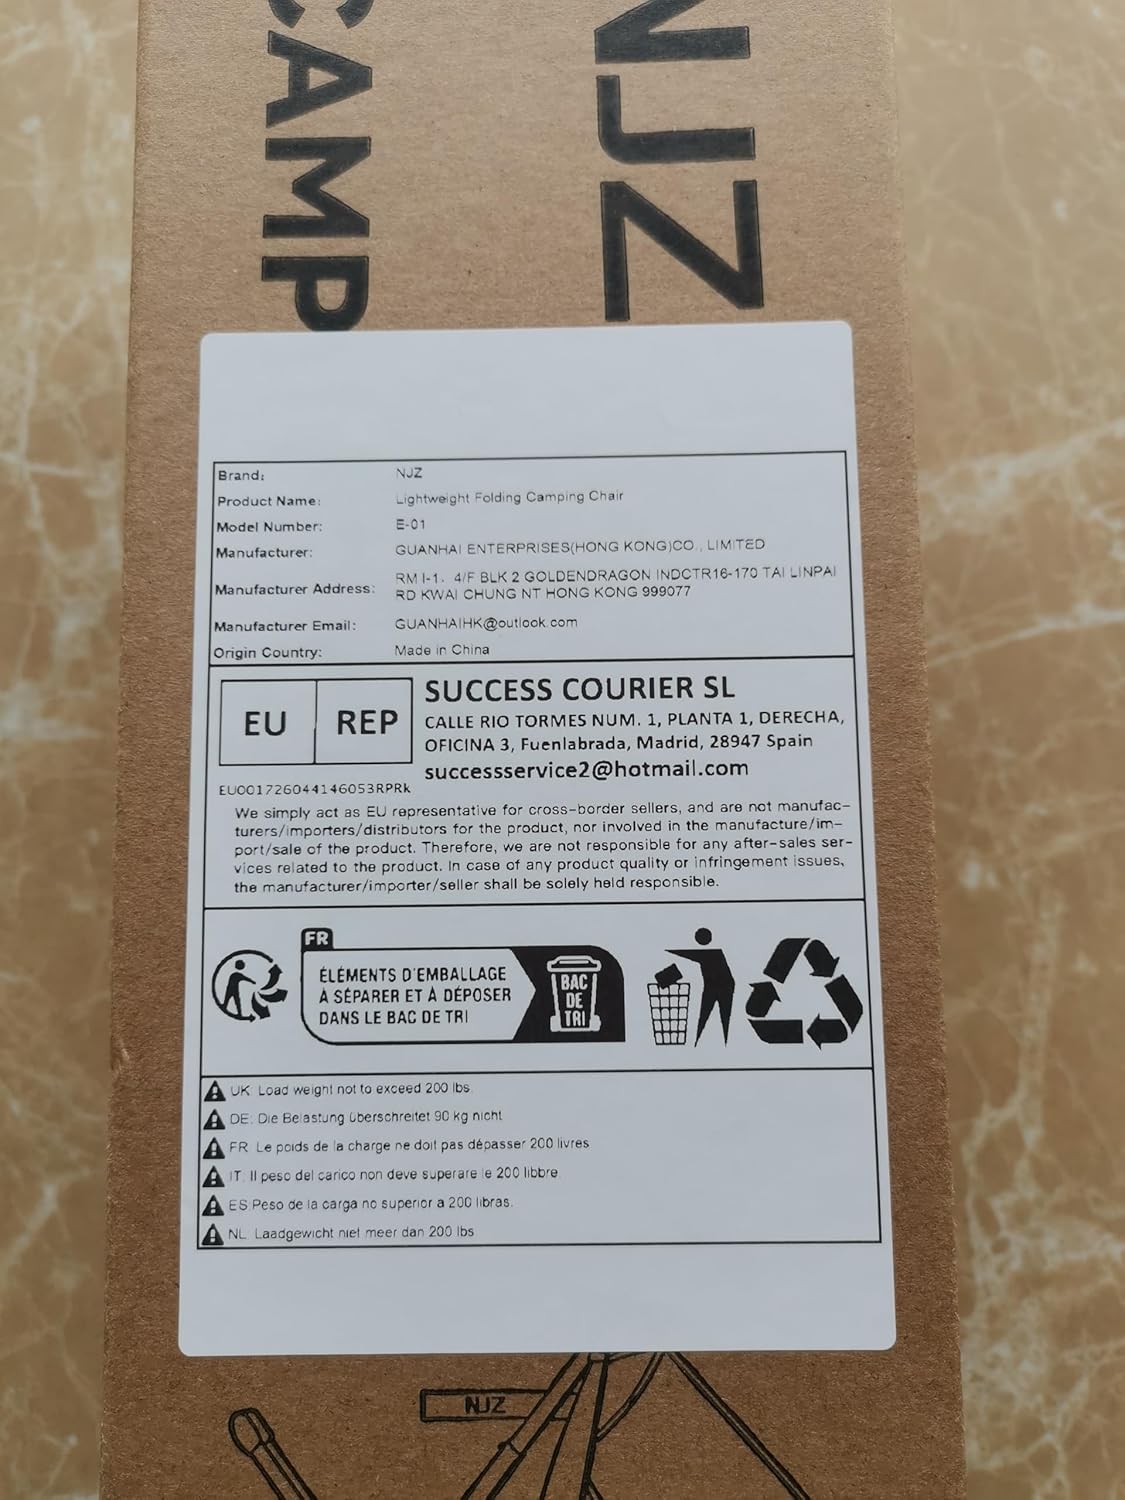 CAMP
NJZ
Brand: NJZ
Product Name: Lightweight Folding Camping Chair
Model Number: E-01
Manufacturer: GUANHAI ENTERPRISES(HONG KONG)CO., LIMITED
Manufacturer Address: RM I-1, 4/F BLK 2 GOLDENDRAGON INDCTR16-170 TAI LINPAI
RD KWAI CHUNG NT HONG KONG 999077
Manufacturer Email: GUANHAIHK@outlook.com
Origin Country: Made in China
EU REP
SUCCESS COURIER SL
CALLE RIO TORMES NUM. 1, PLANTA 1, DERECHA,
OFICINA 3, Fuenlabrada, Madrid, 28947 Spain
successservice2@hotmail.com
EU001726044146053RPRk
We simply act as EU representative for cross-border sellers, and are not manufac-
turers/importers/distributors for the product, nor involved in the manufacture/im-
port/sale of the product. Therefore, we are not responsible for any after-sales ser-
vices related to the product. In case of any product quality or infringement issues,
the manufacturer/importer/seller shall be solely held responsible.
FR
ÉLÉMENTS D'EMBALLAGE
À SÉPARER ET À DÉPOSER
DANS LE BAC DE TRI
BAC
DE
TRI
UK: Load weight not to exceed 200 lbs.
DE: Die Belastung überschreitet 90 kg nicht
FR: Le poids de la charge ne doit pas dépasser 200 livres
IT: Il peso del carico non deve superare le 200 libbre
ES:Peso de la carga no superior a 200 libras.
NL: Laadgewicht niet meer dan 200 lbs
NJZ